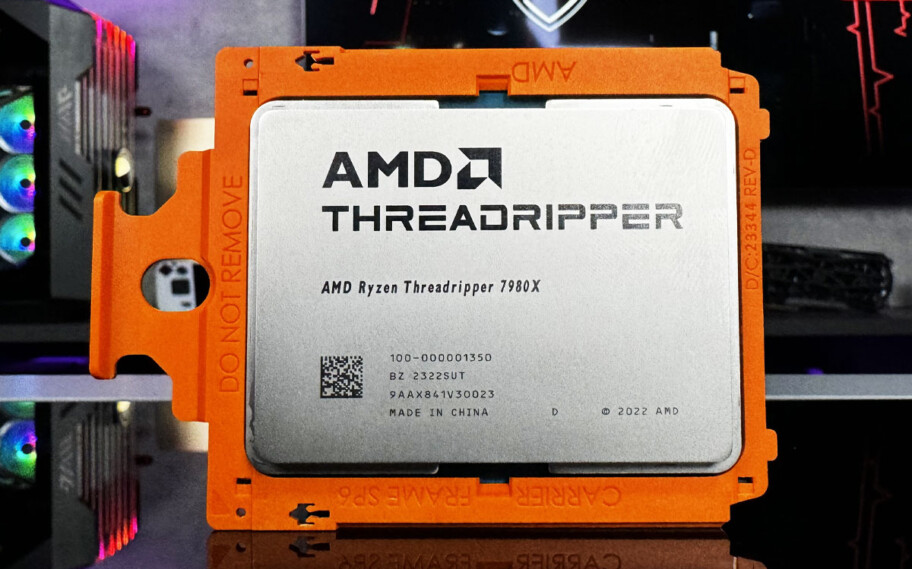 AMD
AMD
THREADRIPPER
AMD Ryzen Threadripper 7980X
100-000001350
BZ 2322SUT
9AAX841V30023
MADE IN CHINA D © 2022 AMD
DO NOT REMOVE
D/C:23344 REV-D
CARRIER FRAME SP6